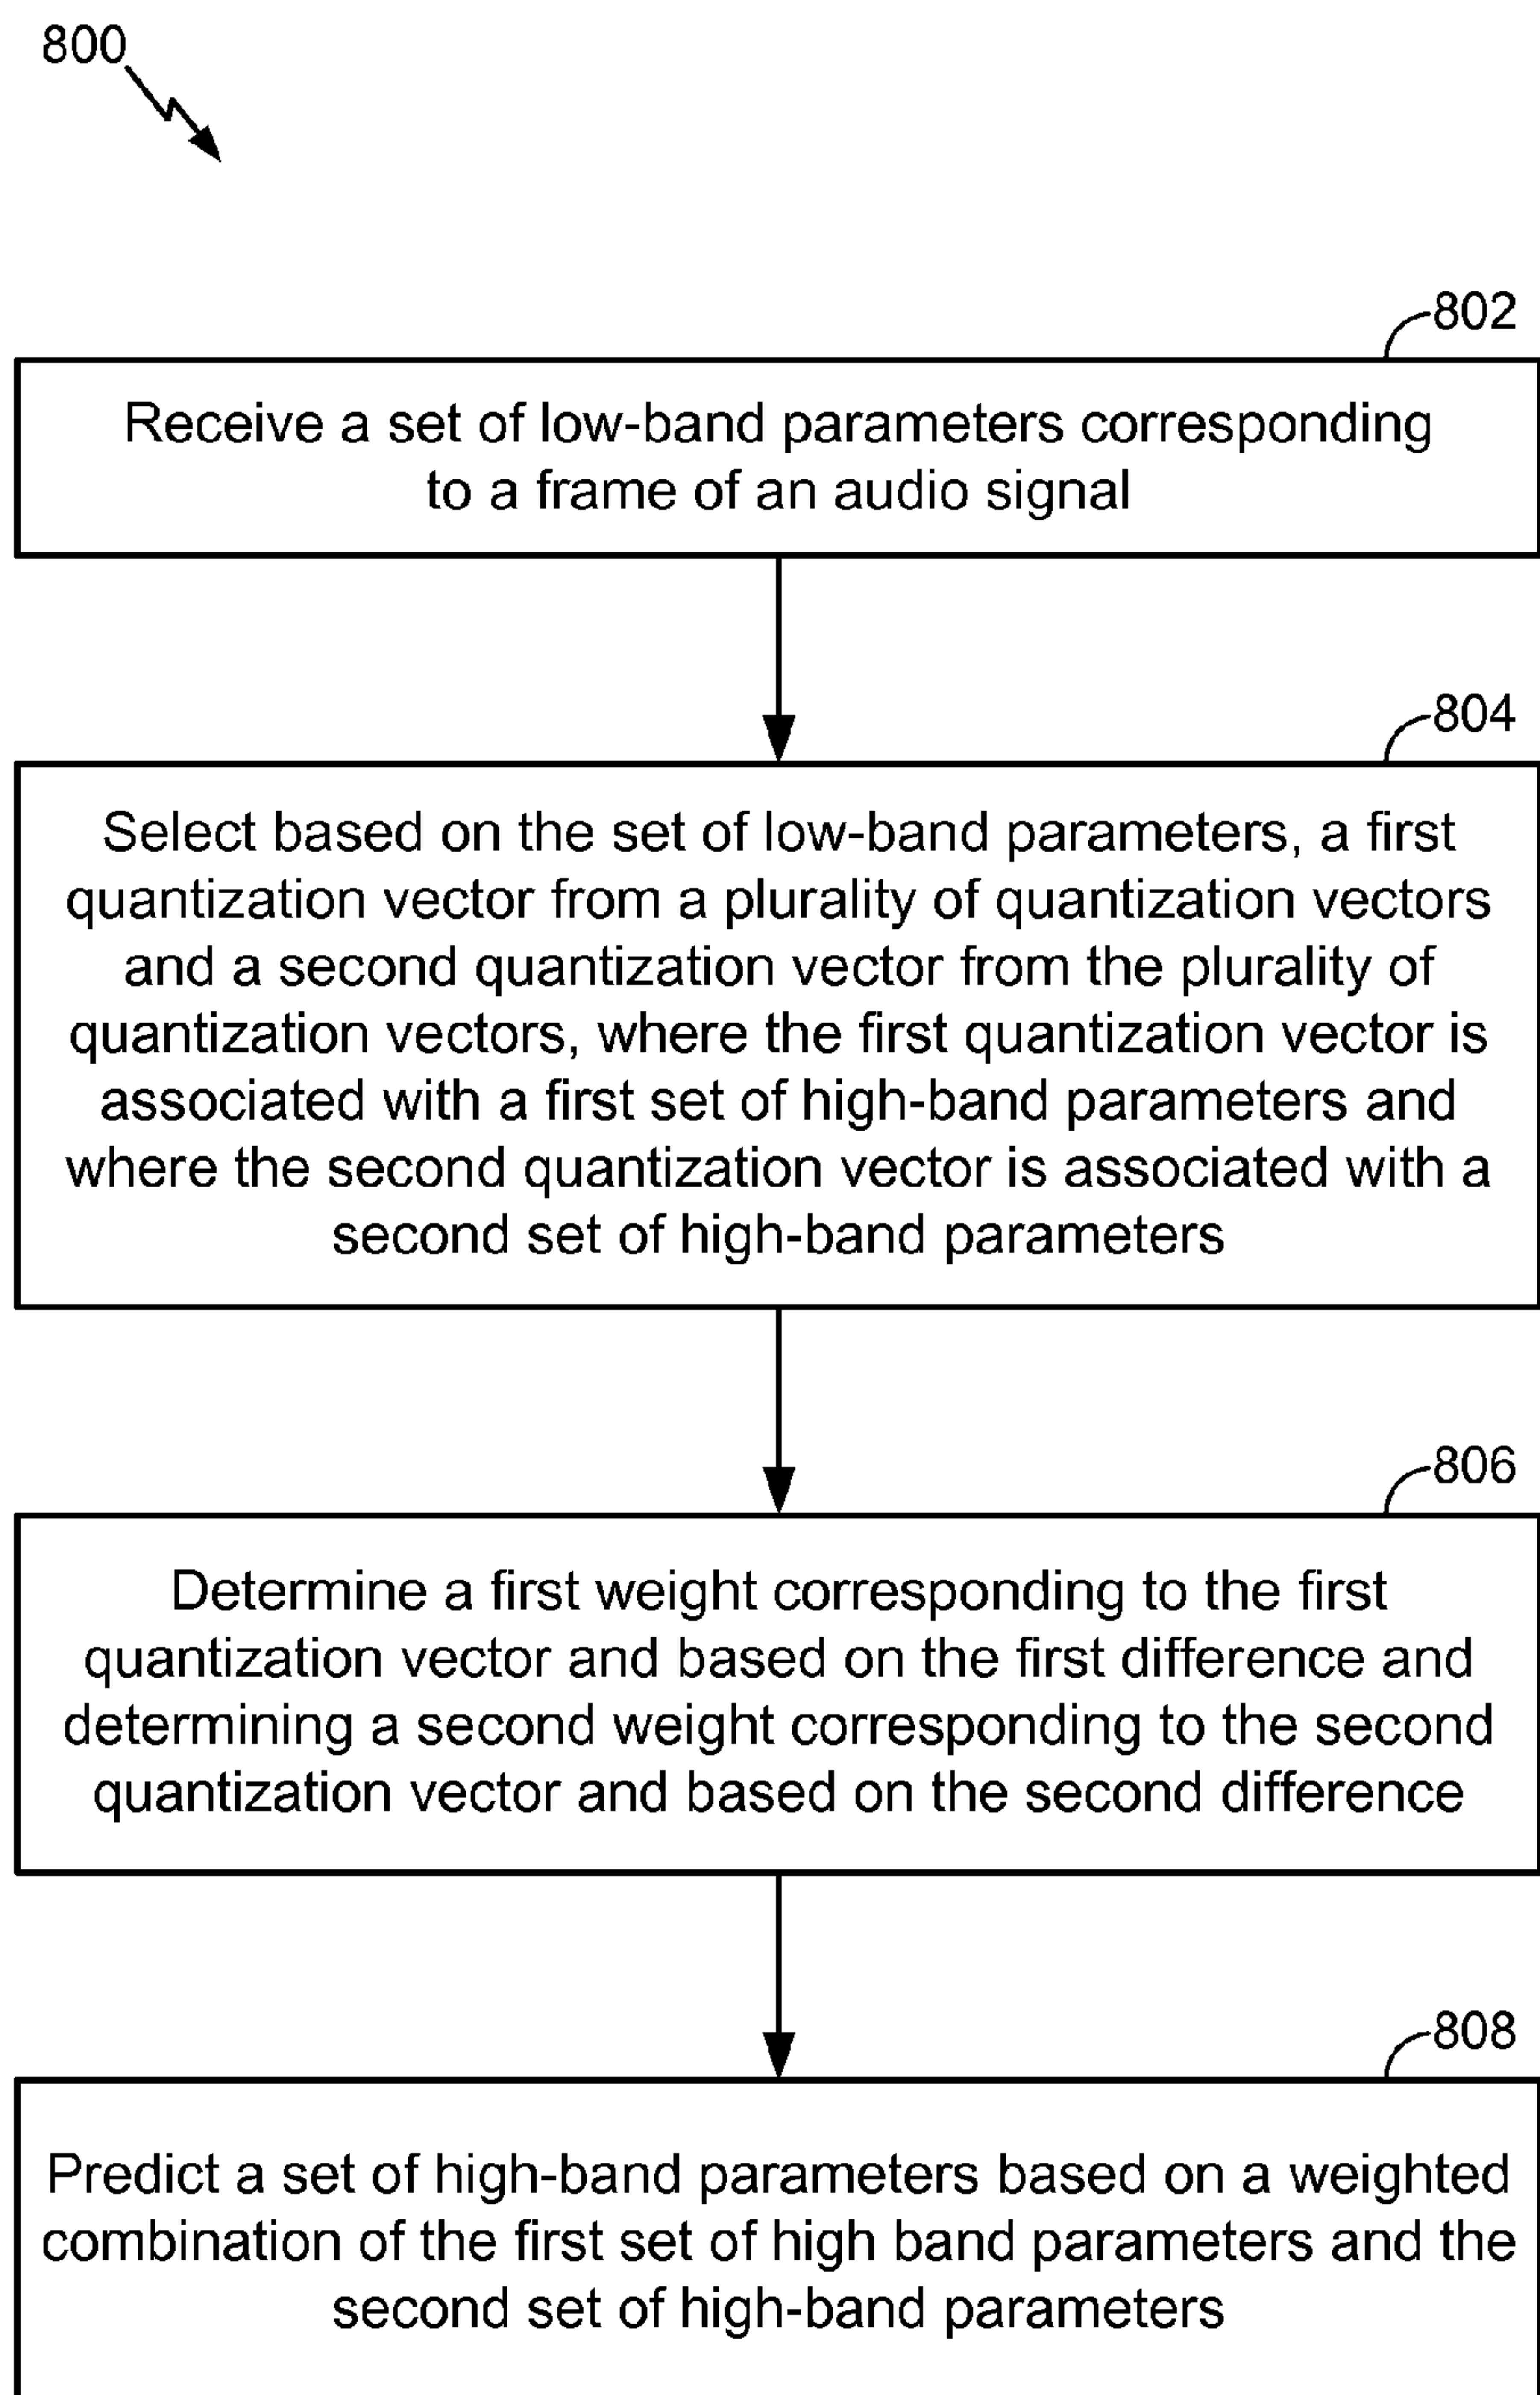 800
802
Receive a set of low-band parameters corresponding
to a frame of an audio signal
804
Select based on the set of low-band parameters, a first
quantization vector from a plurality of quantization vectors
and a second quantization vector from the plurality of
quantization vectors, where the first quantization vector is
associated with a first set of high-band parameters and
where the second quantization vector is associated with a
second set of high-band parameters
806
Determine a first weight corresponding to the first
quantization vector and based on the first difference and
determining a second weight corresponding to the second
quantization vector and based on the second difference
808
Predict a set of high-band parameters based on a weighted
combination of the first set of high band parameters and the
second set of high-band parameters